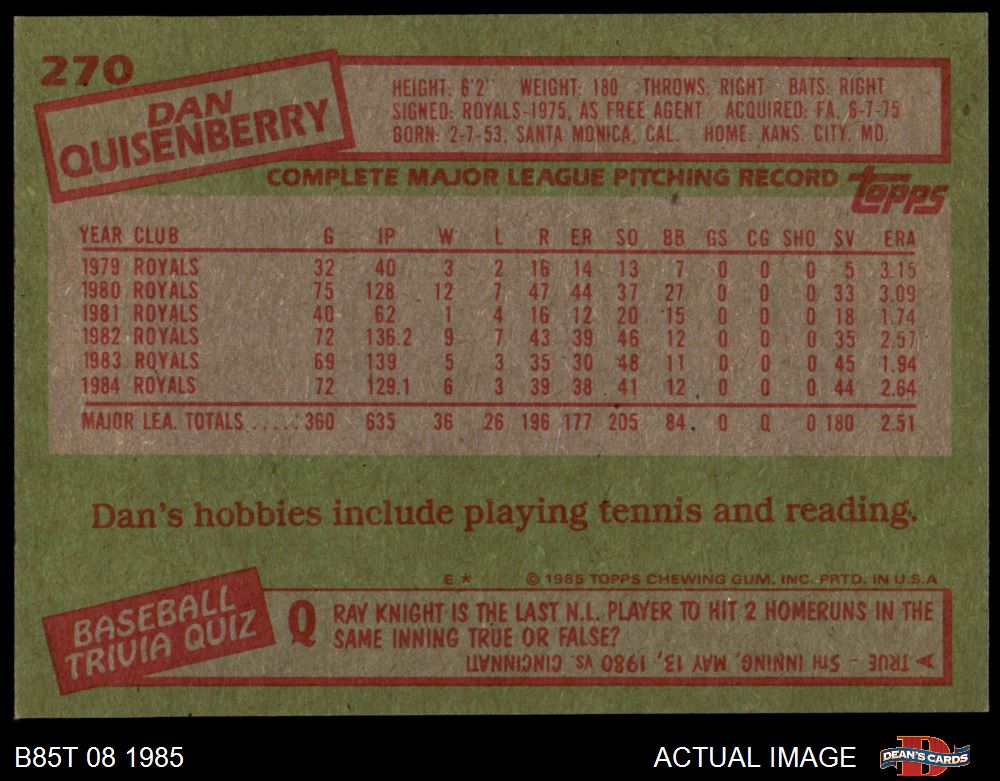 270
DAN
QUISENBERRY
HEIGHT: 6'2" WEIGHT: 180 THROWS: RIGHT BATS: RIGHT
SIGNED: ROYALS-1975, AS FREE AGENT ACQUIRED: FA, 6-7-75
BORN: 2-7-53, SANTA MONICA, CAL. HOME: KANS. CITY, MO.
COMPLETE MAJOR LEAGUE PITCHING RECORD topps
YEAR CLUB G IP W L R ER SO BB GS CG SHO SV ERA
1979 ROYALS 32 40 3 2 16 14 13 7 0 0 0 5 3.15
1980 ROYALS 75 128 12 7 47 44 37 27 0 0 0 33 3.09
1981 ROYALS 40 62 1 4 16 12 20 15 0 0 0 18 1.74
1982 ROYALS 72 136.2 9 7 43 39 46 12 0 0 0 35 2.57
1983 ROYALS 69 139 5 3 35 30 48 11 0 0 0 45 1.94
1984 ROYALS 72 129.1 6 3 39 38 41 12 0 0 0 44 2.64
MAJOR LEA. TOTALS.....360 635 36 26 196 177 205 84 0 0 0 180 2.51
Dan's hobbies include playing tennis and reading.
E * © 1985 TOPPS CHEWING GUM, INC. PRTD. IN U.S.A
BASEBALL
TRIVIA QUIZ
Q RAY KNIGHT IS THE LAST N.L. PLAYER TO HIT 2 HOMERUNS IN THE
SAME INNING TRUE OR FALSE?
TRUE - 5TH INNING, MAY 13, 1980 VS. CINCINNATI
B85T 08 1985
ACTUAL IMAGE
D
DEAN'S CARDS